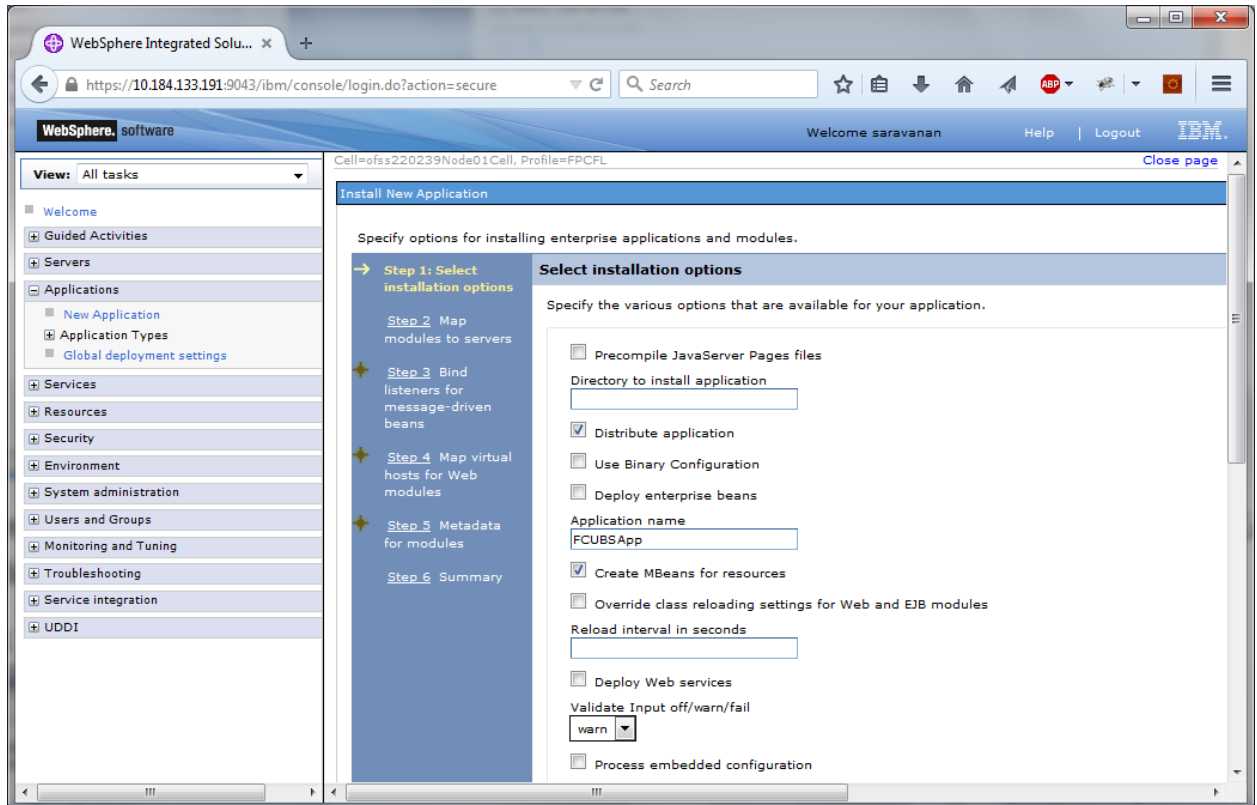 WebSphere Integrated Solu... × +
https://10.184.133.191:9043/ibm/console/login.do?action=secure
Search
ABP
WebSphere. software
Welcome saravanan
Help | Logout
IBM.
View: All tasks
Welcome
Guided Activities
Servers
Applications
New Application
Application Types
Global deployment settings
Services
Resources
Security
Environment
System administration
Users and Groups
Monitoring and Tuning
Troubleshooting
Service integration
UDDI
Cell=ofss220239Node01Cell, Profile=FPCFL
Close page
Install New Application
Specify options for installing enterprise applications and modules.
Step 1: Select
installation options
Step 2 Map
modules to servers
Step 3 Bind
listeners for
message-driven
beans
Step 4 Map virtual
hosts for Web
modules
Step 5 Metadata
for modules
Step 6 Summary
Select installation options
Specify the various options that are available for your application.
Precompile JavaServer Pages files
Directory to install application
Distribute application
Use Binary Configuration
Deploy enterprise beans
Application name
FCUBSApp
Create MBeans for resources
Override class reloading settings for Web and EJB modules
Reload interval in seconds
Deploy Web services
Validate Input off/warn/fail
warn
Process embedded configuration